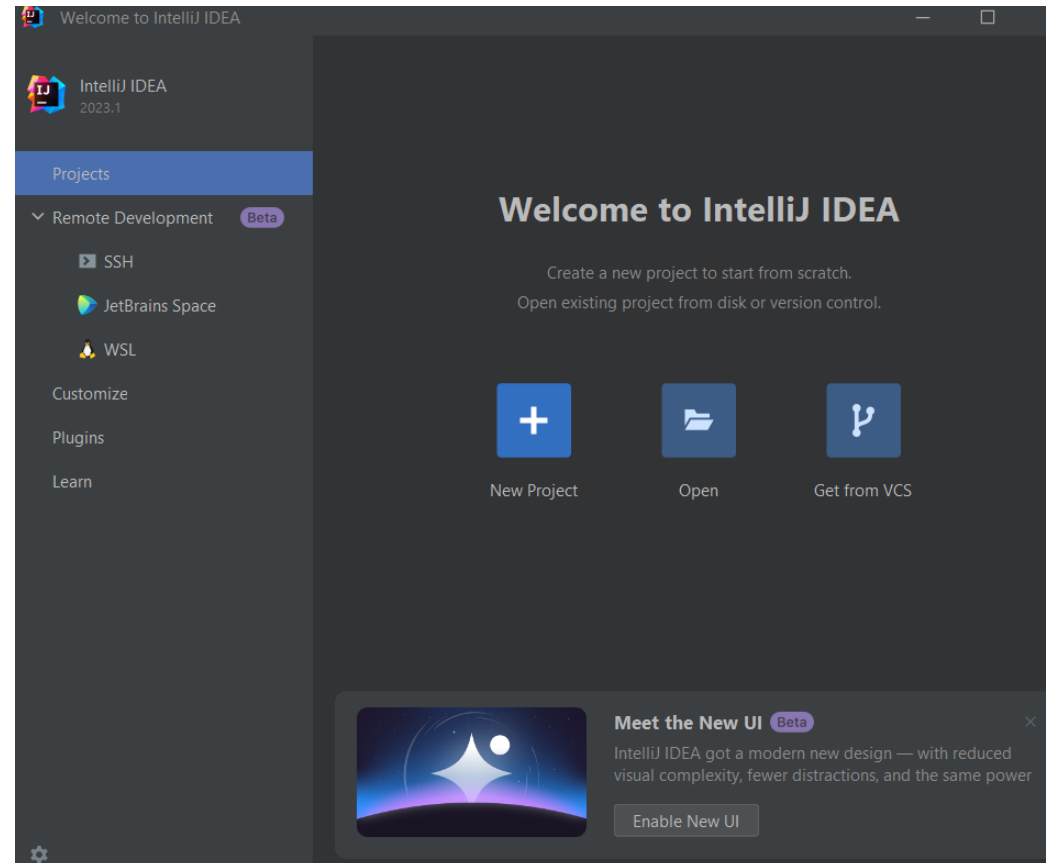 Welcome to IntelliJ IDEA
IJ
IntelliJ IDEA
2023.1
Projects
Remote Development Beta
SSH
JetBrains Space
WSL
Customize
Plugins
Learn
Welcome to IntelliJ IDEA
Create a new project to start from scratch.
Open existing project from disk or version control.
New Project Open Get from VCS
Meet the New UI Beta
IntelliJ IDEA got a modern new design — with reduced
visual complexity, fewer distractions, and the same power
Enable New UI